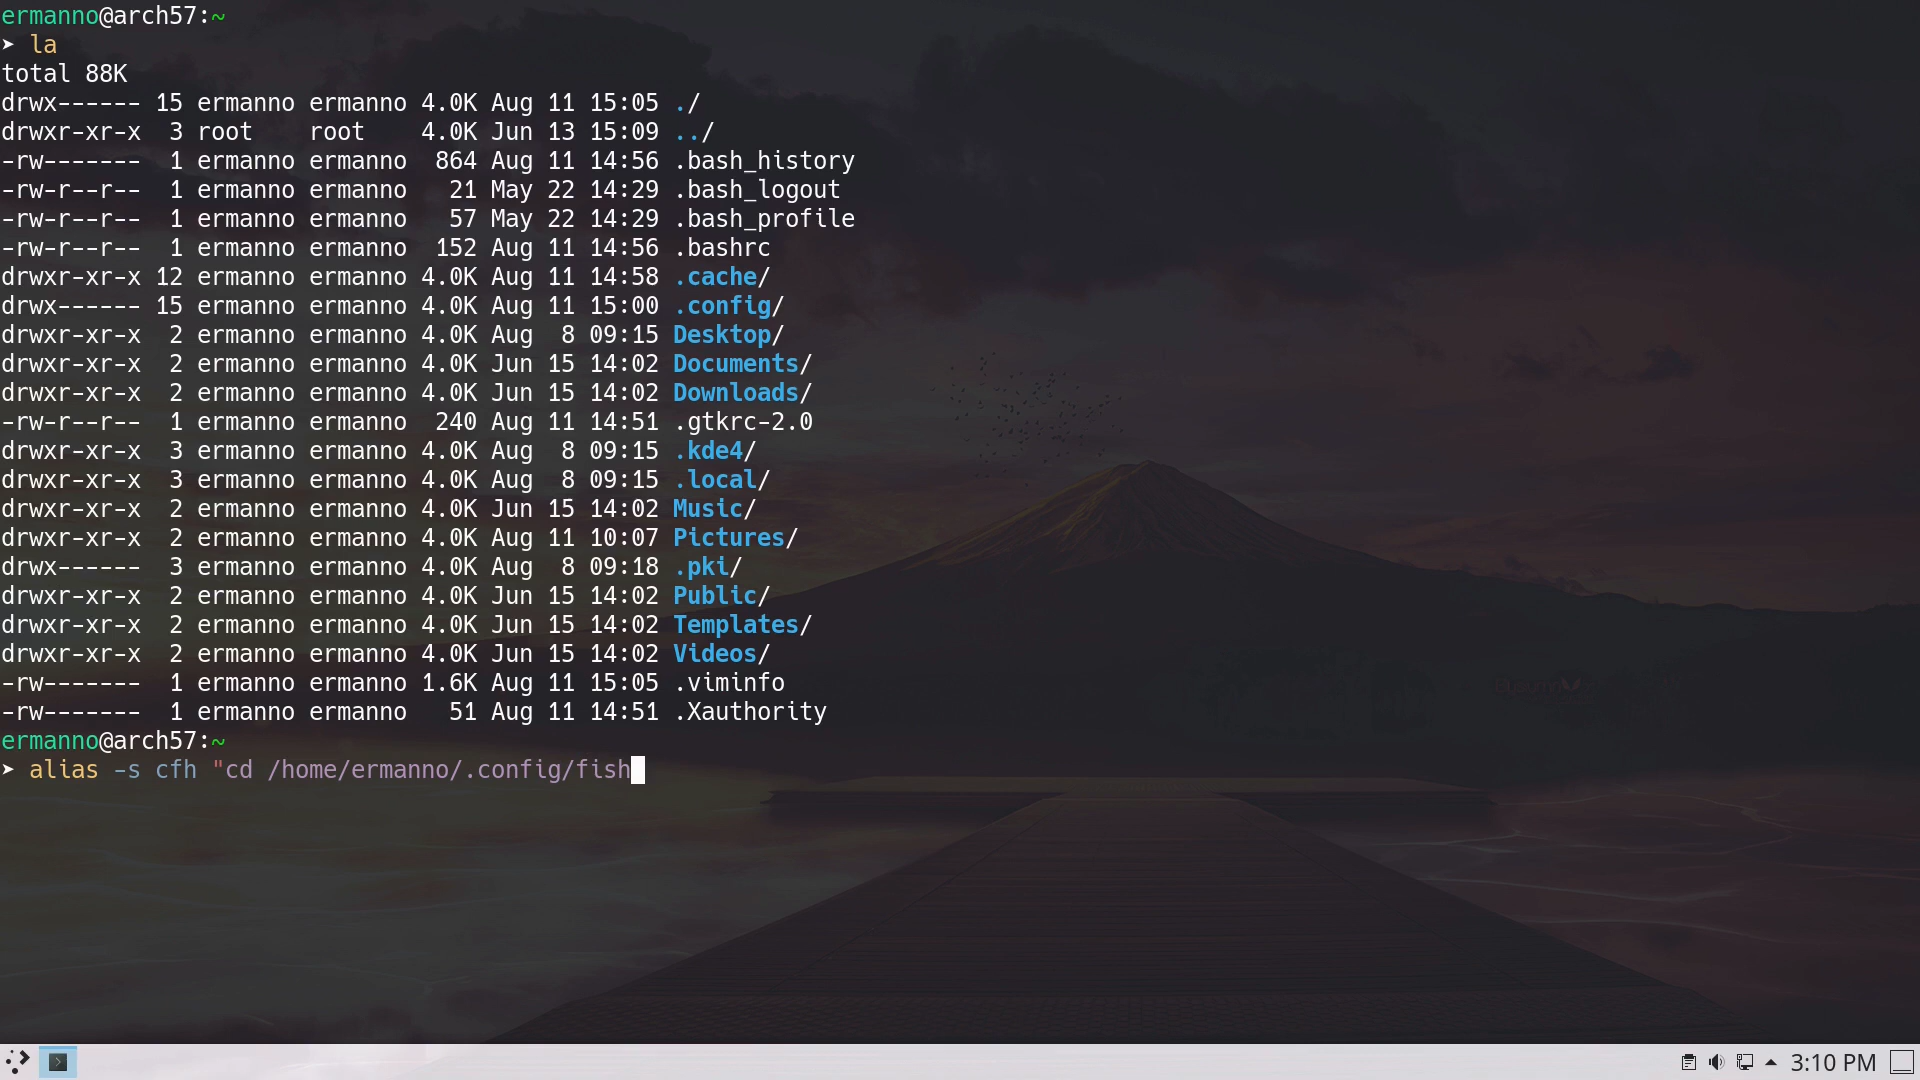 ermanno@arch57:~
➤ la
total 88K
drwx------ 15 ermanno ermanno 4.0K Aug 11 15:05 ./
drwxr-xr-x  3 root    root    4.0K Jun 13 15:09 ../
-rw-------  1 ermanno ermanno  864 Aug 11 14:56 .bash_history
-rw-r--r--  1 ermanno ermanno   21 May 22 14:29 .bash_logout
-rw-r--r--  1 ermanno ermanno   57 May 22 14:29 .bash_profile
-rw-r--r--  1 ermanno ermanno  152 Aug 11 14:56 .bashrc
drwxr-xr-x 12 ermanno ermanno 4.0K Aug 11 14:58 .cache/
drwx------ 15 ermanno ermanno 4.0K Aug 11 15:00 .config/
drwxr-xr-x  2 ermanno ermanno 4.0K Aug  8 09:15 Desktop/
drwxr-xr-x  2 ermanno ermanno 4.0K Jun 15 14:02 Documents/
drwxr-xr-x  2 ermanno ermanno 4.0K Jun 15 14:02 Downloads/
-rw-r--r--  1 ermanno ermanno  240 Aug 11 14:51 .gtkrc-2.0
drwxr-xr-x  3 ermanno ermanno 4.0K Aug  8 09:15 .kde4/
drwxr-xr-x  3 ermanno ermanno 4.0K Aug  8 09:15 .local/
drwxr-xr-x  2 ermanno ermanno 4.0K Jun 15 14:02 Music/
drwxr-xr-x  2 ermanno ermanno 4.0K Aug 11 10:07 Pictures/
drwx------  3 ermanno ermanno 4.0K Aug  8 09:18 .pki/
drwxr-xr-x  2 ermanno ermanno 4.0K Jun 15 14:02 Public/
drwxr-xr-x  2 ermanno ermanno 4.0K Jun 15 14:02 Templates/
drwxr-xr-x  2 ermanno ermanno 4.0K Jun 15 14:02 Videos/
-rw-------  1 ermanno ermanno 1.6K Aug 11 15:05 .viminfo
-rw-------  1 ermanno ermanno   51 Aug 11 14:51 .Xauthority
ermanno@arch57:~
➤ alias -s cfh "cd /home/ermanno/.config/fish
3:10 PM